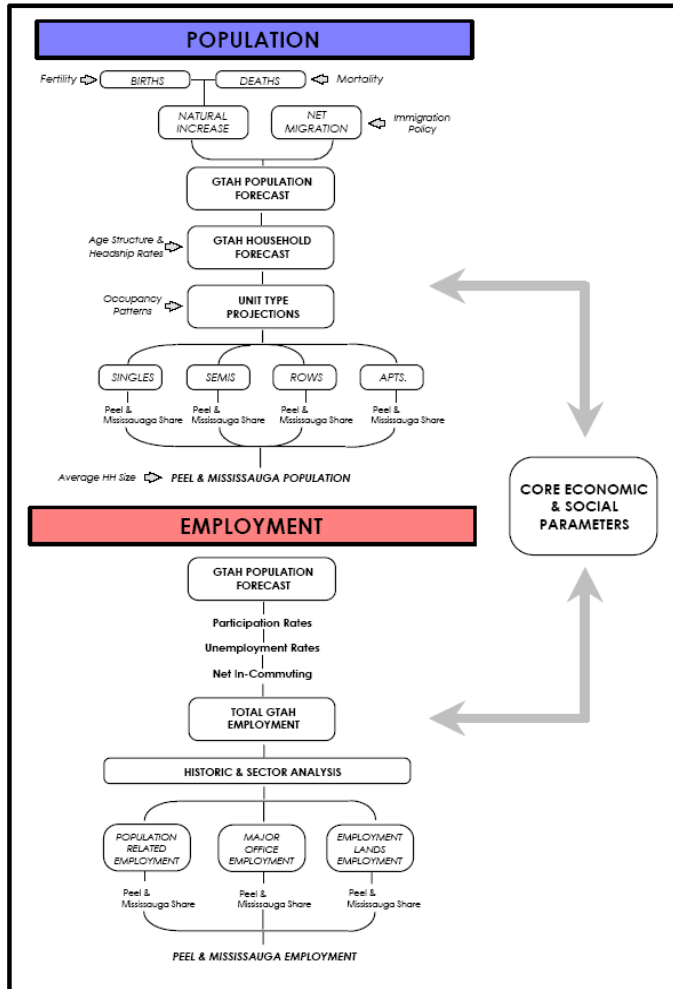 POPULATION
Fertility
BIRTHS
DEATHS
Mortality
NATURAL
INCREASE
NET
MIGRATION
Immigration
Policy
GTAH POPULATION
FORECAST
Age Structure &
Headship Rates
GTAH HOUSEHOLD
FORECAST
Occupancy
Patterns
UNIT TYPE
PROJECTIONS
SINGLES
SEMIS
ROWS
APTS.
Peel &
Mississauga Share
Peel &
Mississauga Share
Peel &
Mississauga Share
Peel &
Mississauga Share
Average HH Size
PEEL & MISSISSAUGA POPULATION
CORE ECONOMIC
& SOCIAL
PARAMETERS
EMPLOYMENT
GTAH POPULATION
FORECAST
Participation Rates
Unemployment Rates
Net In-Commuting
TOTAL GTAH
EMPLOYMENT
HISTORIC & SECTOR ANALYSIS
POPULATION
RELATED
EMPLOYMENT
MAJOR
OFFICE
EMPLOYMENT
EMPLOYMENT
LANDS
EMPLOYMENT
Peel &
Mississauga Share
Peel &
Mississauga Share
Peel &
Mississauga Share
PEEL & MISSISSAUGA EMPLOYMENT